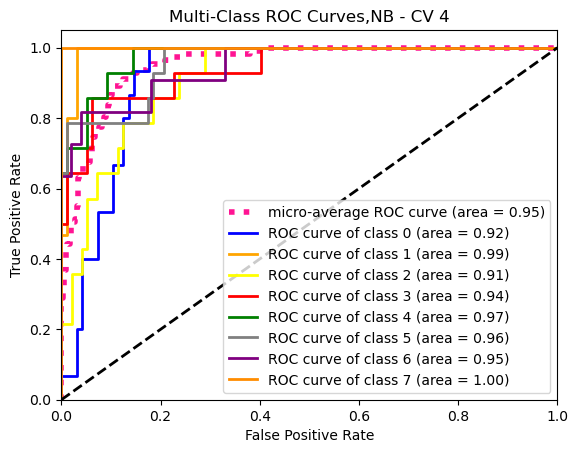 Multi-Class ROC Curves,NB - CV 4
True Positive Rate
1.0
0.8
0.6
0.4
0.2
0.0
micro-average ROC curve (area = 0.95)
ROC curve of class 0 (area = 0.92)
ROC curve of class 1 (area = 0.99)
ROC curve of class 2 (area = 0.91)
ROC curve of class 3 (area = 0.94)
ROC curve of class 4 (area = 0.97)
ROC curve of class 5 (area = 0.96)
ROC curve of class 6 (area = 0.95)
ROC curve of class 7 (area = 1.00)
0.0 0.2 0.4 0.6 0.8 1.0
False Positive Rate